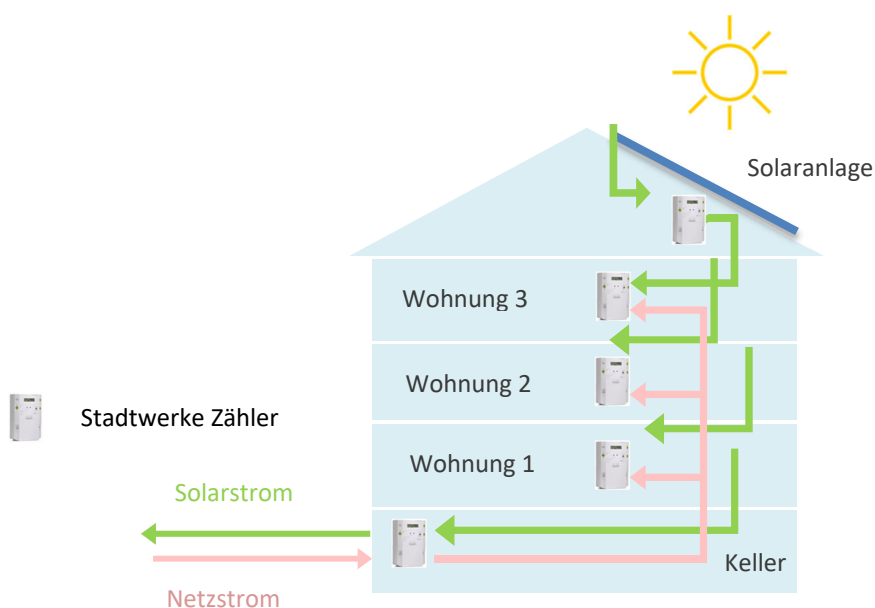 Solaranlage
Wohnung 3
Wohnung 2
Stadtwerke Zähler
Wohnung 1
Solarstrom
Keller
Netzstrom